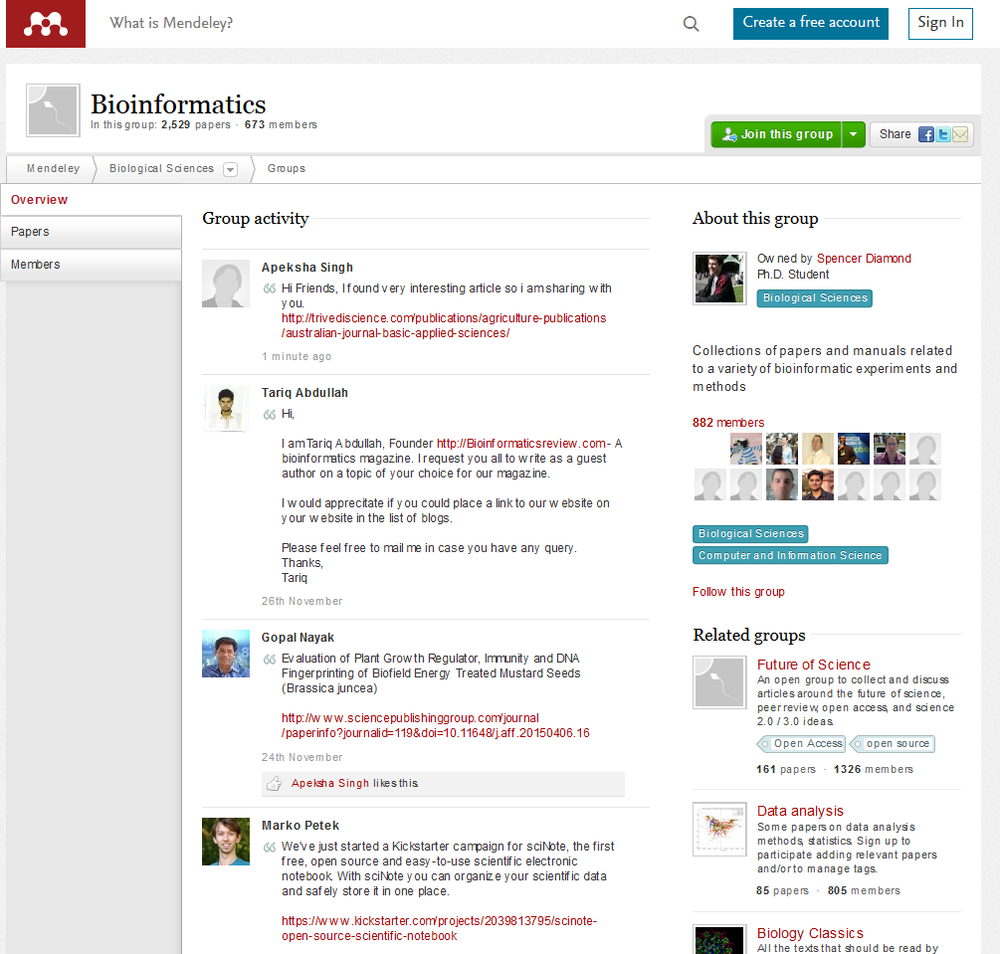 What is Mendeley?
Create a free account
Sign In
Bioinformatics
In this group: 2,529 papers · 673 members
Join this group
Share
Mendeley
Biological Sciences
Groups
Overview
Papers
Members
Group activity
Apeksha Singh
Hi Friends, I found very interesting article so i am sharing with
you.
http://trivediscience.com/publications/agriculture-publications
/australian-journal-basic-applied-sciences/
1 minute ago
Tariq Abdullah
Hi,
I am Tariq Abdullah, Founder http://Bioinformaticsreview.com - A
bioinformatics magazine. I request you all to write as a guest
author on a topic of your choice for our magazine.
I would apprecitate if you could place a link to our website on
your website in the list of blogs.
Please feel free to mail me in case you have any query.
Thanks,
Tariq
26th November
Gopal Nayak
Evaluation of Plant Growth Regulator, Immunity and DNA
Fingerprinting of Biofield Energy Treated Mustard Seeds
(Brassica juncea)
http://www.sciencepublishinggroup.com/journal
/paperinfo?journalid=119&doi=10.11648/j.aff.20150406.16
24th November
Apeksha Singh likes this.
Marko Petek
We've just started a Kickstarter campaign for sciNote, the first
free, open source and easy-to-use scientific electronic
notebook. With sciNote you can organize your scientific data
and safely store it in one place.
https://www.kickstarter.com/projects/2039813795/scinote-
open-source-scientific-notebook
About this group
Owned by Spencer Diamond
Ph.D. Student
Biological Sciences
Collections of papers and manuals related
to a variety of bioinformatic experiments and
methods
882 members
Biological Sciences
Computer and Information Science
Follow this group
Related groups
Future of Science
An open group to collect and discuss
articles around the future of science,
peer review, open access, and science
2.0 / 3.0 ideas.
Open Access
open source
161 papers · 1326 members
Data analysis
Some papers on data analysis
methods, statistics. Sign up to
participate adding relevant papers
and/or to manage tags.
85 papers · 805 members
Biology Classics
All the texts that should be read by